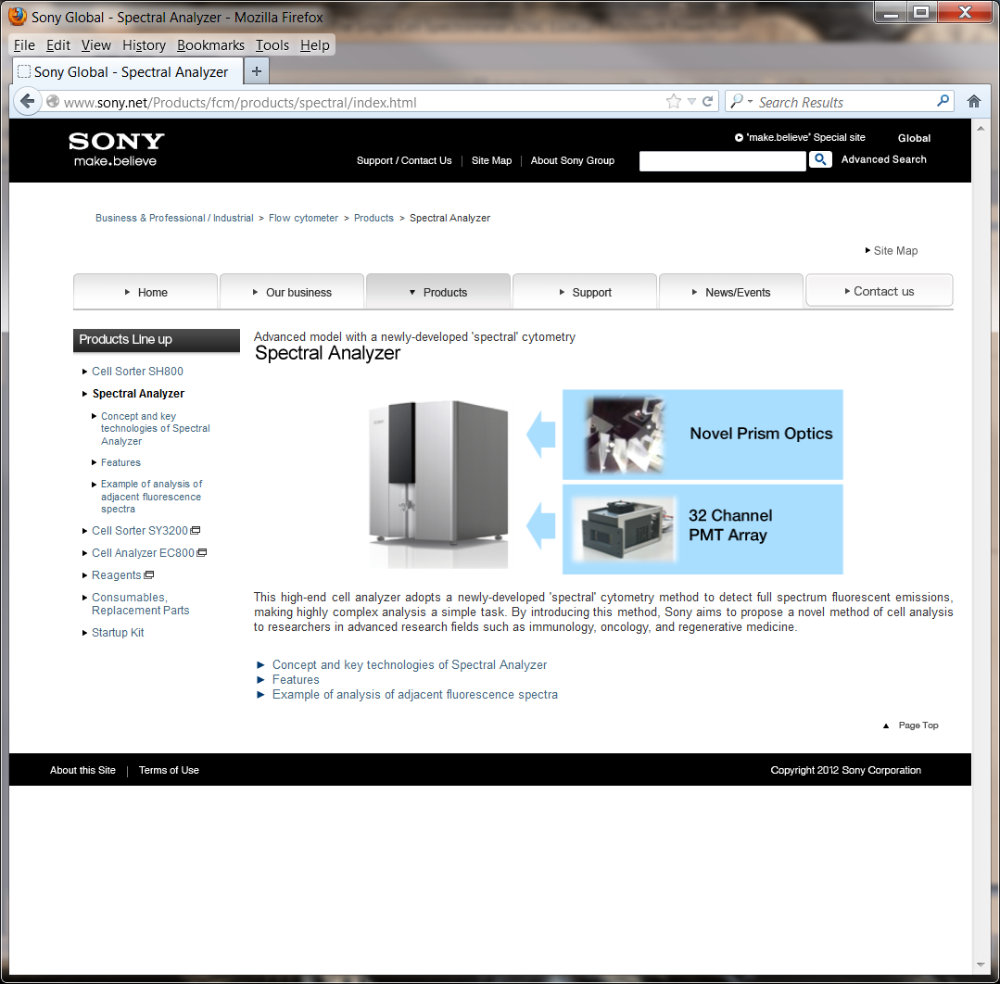 Sony Global - Spectral Analyzer - Mozilla Firefox
File Edit View History Bookmarks Tools Help
Sony Global - Spectral Analyzer
www.sony.net/Products/fcm/products/spectral/index.html
Search Results
SONY
make.believe
'make.believe' Special site
Global
Support / Contact Us | Site Map | About Sony Group
Advanced Search
Business & Professional / Industrial > Flow cytometer > Products > Spectral Analyzer
Site Map
Home
Our business
Products
Support
News/Events
Contact us
Products Line up
Cell Sorter SH800
Spectral Analyzer
Concept and key
technologies of Spectral
Analyzer
Features
Example of analysis of
adjacent fluorescence
spectra
Cell Sorter SY3200
Cell Analyzer EC800
Reagents
Consumables,
Replacement Parts
Startup Kit
Advanced model with a newly-developed 'spectral' cytometry
Spectral Analyzer
Novel Prism Optics
32 Channel
PMT Array
This high-end cell analyzer adopts a newly-developed 'spectral' cytometry method to detect full spectrum fluorescent emissions,
making highly complex analysis a simple task. By introducing this method, Sony aims to propose a novel method of cell analysis
to researchers in advanced research fields such as immunology, oncology, and regenerative medicine.
Concept and key technologies of Spectral Analyzer
Features
Example of analysis of adjacent fluorescence spectra
Page Top
About this Site | Terms of Use
Copyright 2012 Sony Corporation